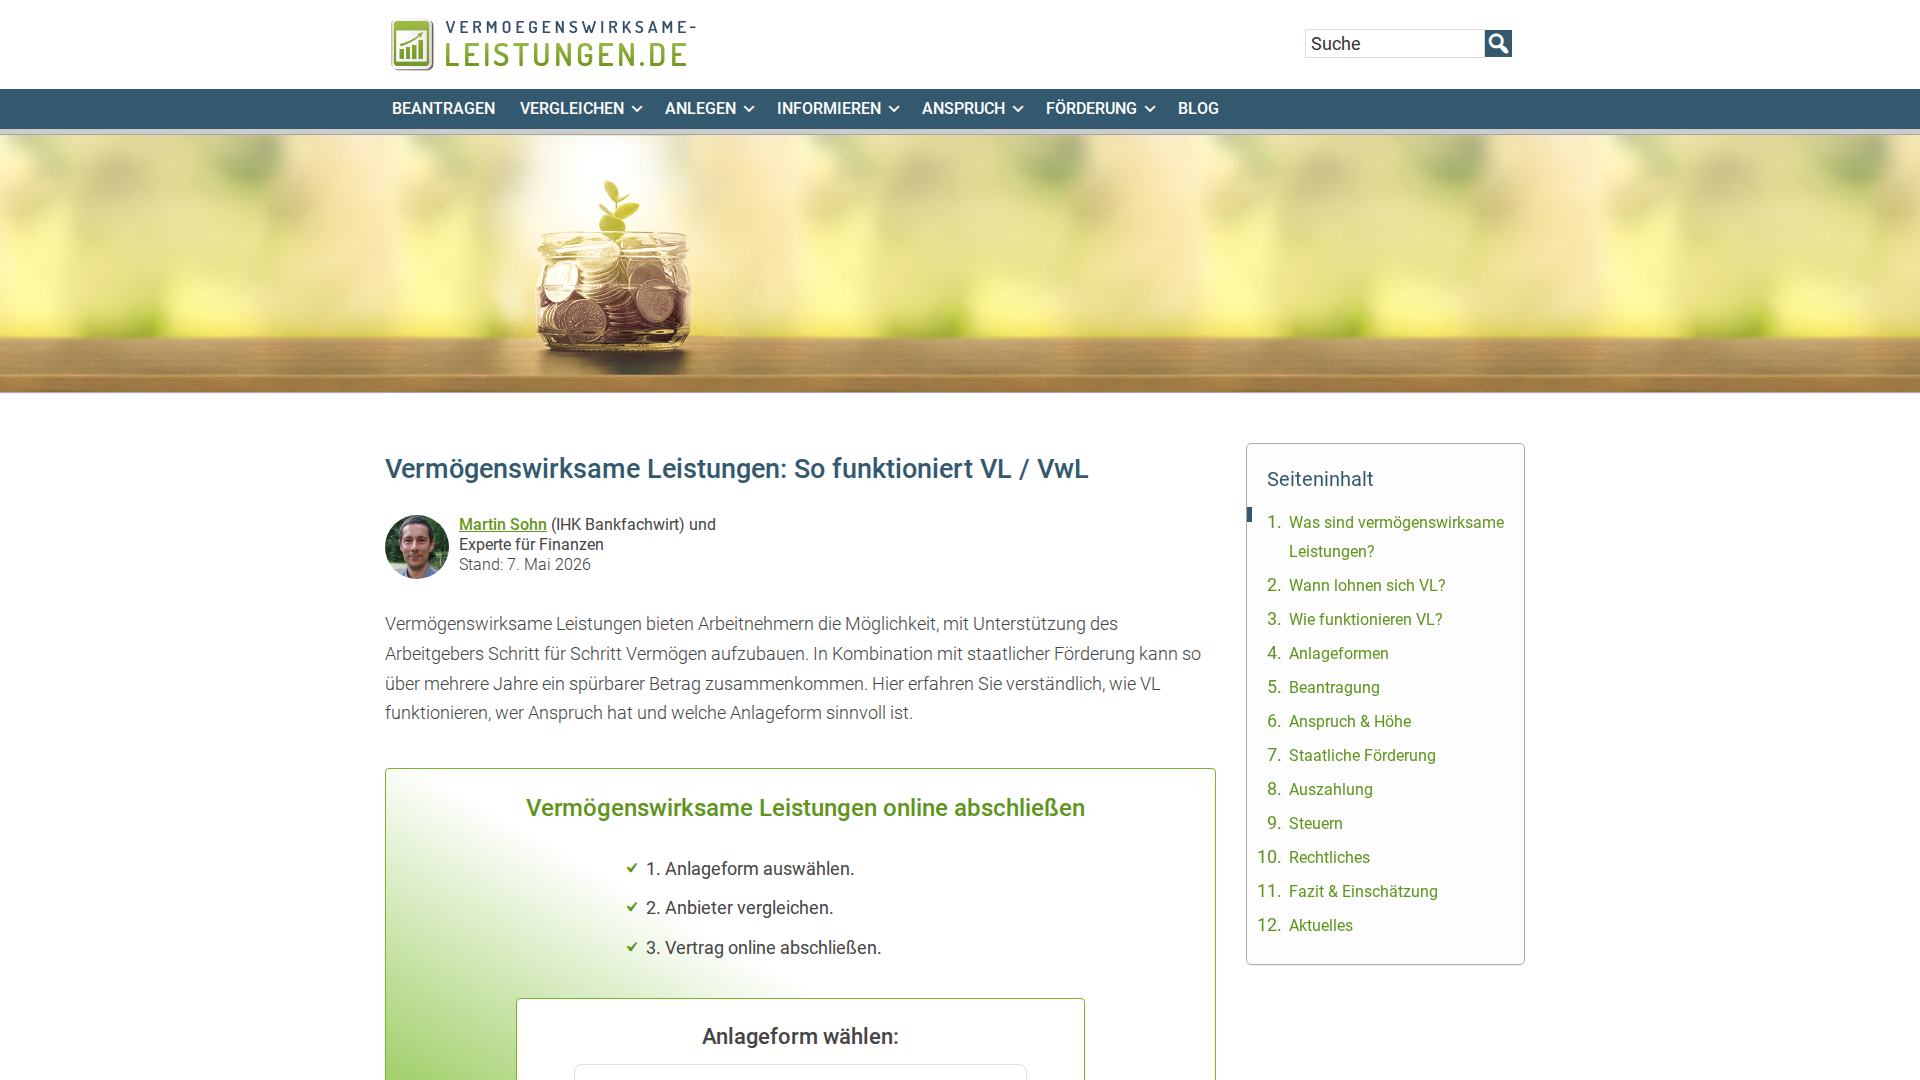 VERMOEGENSWIRKSAME-
LEISTUNGEN.DE
Suche
BEANTRAGEN VERGLEICHEN ANLEGEN INFORMIEREN ANSPRUCH FÖRDERUNG BLOG
Vermögenswirksame Leistungen: So funktioniert VL / VwL
Martin Sohn (IHK Bankfachwirt) und
Experte für Finanzen
Stand: 7. Mai 2026
Vermögenswirksame Leistungen bieten Arbeitnehmern die Möglichkeit, mit Unterstützung des
Arbeitgebers Schritt für Schritt Vermögen aufzubauen. In Kombination mit staatlicher Förderung kann so
über mehrere Jahre ein spürbarer Betrag zusammenkommen. Hier erfahren Sie verständlich, wie VL
funktionieren, wer Anspruch hat und welche Anlageform sinnvoll ist.
Vermögenswirksame Leistungen online abschließen
1. Anlageform auswählen.
2. Anbieter vergleichen.
3. Vertrag online abschließen.
Anlageform wählen:
Seiteninhalt
1. Was sind vermögenswirksame
Leistungen?
2. Wann lohnen sich VL?
3. Wie funktionieren VL?
4. Anlageformen
5. Beantragung
6. Anspruch & Höhe
7. Staatliche Förderung
8. Auszahlung
9. Steuern
10. Rechtliches
11. Fazit & Einschätzung
12. Aktuelles